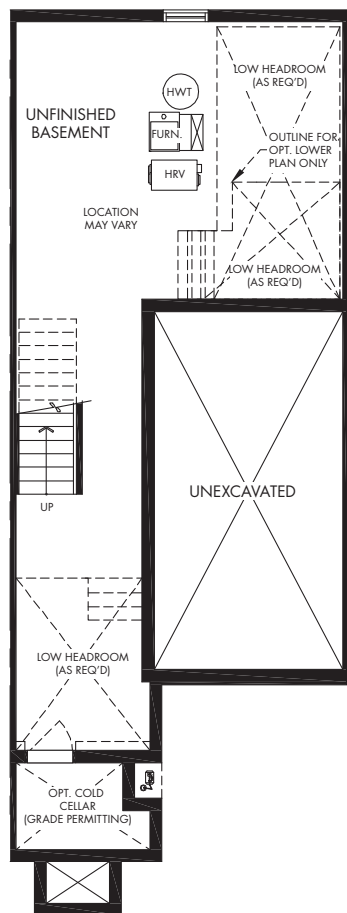 LOW HEADROOM
(AS REQ'D)
HWT
UNFINISHED
BASEMENT
FURN.
OUTLINE FOR
OPT. LOWER
PLAN ONLY
HRV
LOCATION
MAY VARY
LOW HEADROOM
(AS REQ'D)
UNEXCAVATED
UP
LOW HEADROOM
(AS REQ'D)
OPT. COLD
CELLAR
(GRADE PERMITTING)